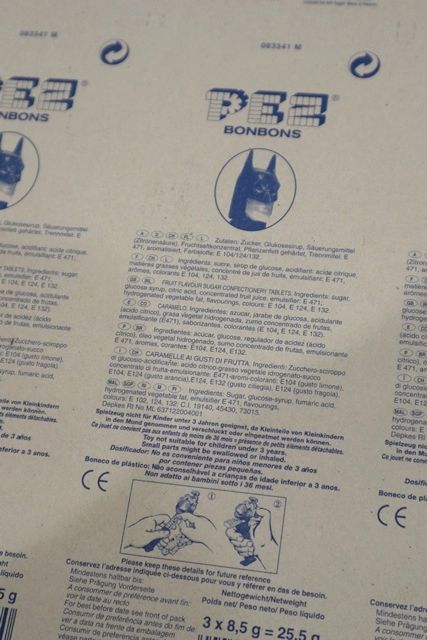 093341 M
093341 M
PEZ
BONBONS
Zutaten: Zucker, Glukosesirup, Säuerungsmittel
(Zitronensäure), Fruchtsaftkonzentrat, Pflanzenfett gehärtet, Trennmittel. E
471, aromatisiert, Farbstoffe: E 104/124/132.
Ingrédients: sucre, sirop de glucose, acidifiant: acide citrique,
matières grasses végétales, concentré de jus de fruits, émulsifiant: E 471,
arômes, colorants E 104, 124, 132.
FRUIT FLAVOUR SUGAR CONFECTIONERY TABLETS: Ingredients: sugar,
glucose syrup, citric acid, concentrated fruit juice, emulsifier: E 471,
hydrogenated vegetable fat, flavourings, colours: E 104, E 124, E 132.
CARAMELO: Ingredientes: azúcar, jarabe de glucosa, acidulante
(ácido cítrico), grasa vegetal hidrogenada, zumo concentrado de frutas,
emulsificante (E471), saborizantes, colorantes (E 104, E 124, E 132).
Ingredientes: açúcar, glucose, regulador de acidez (ácido
cítrico), óleo vegetal hidrogenado, sumo concentrado de frutas, emulsionante
E 471, aromas, corantes: E104, E 124, E 132.
CARAMELLE AI GUSTI DI FRUTTA. Ingredienti: Zucchero-sciroppo
di glucosio-acidificante: acido citrico-grasso vegetale idrogenato-succo
concentrato di frutta-emulsionante: E471-aromi-coloranti: E104 (gusto limone),
E104, E124 (gusto arancia), E124, E132 (gusto ciliegia), E124 (gusto fragola).
Ingredients: Sugar, glucose-syrup, fumaric acid,
hydrogenated vegetable fat, emulsifier E 471, flavourings,
colours: E 102, 124, 132; C.I. 19140, 45430, 73015.
Depkes RI No ML 637122004001
Spielzeug nicht für Kinder unter 3 Jahren geeignet, da Kleinteile von Kleinkindern
in den Mund genommen und verschluckt oder eingeatmet werden können.
Ce jouet ne convient pas aux enfants de moins de 36 mois / présence de petits éléments détachables.
Toy not suitable for children under 3 years.
Small parts might be swallowed or inhaled.
Dosificador: No es conveniente para niños menores de 3 años
por contener piezas pequeñas.
Boneco de plástico: Não aconselhável a crianças de idade inferior a 3 anos.
Non adatto ai bambini sotto i 36 mesi.
CE
1
2
Please keep these details for future reference
Conservez l'adresse indiquée ci-dessous pour vous y référer en cas de besoin.
Mindestens haltbar bis:
Siehe Prägung Vorderseite
A consommer de préférence avant fin:
voir la date au recto
For best before date see front of pack
Consumir de preferência antes do fim de:
ver a data na frente da embalagem
Nettogewicht/Netweight
Poids net/ Peso neto/ Peso líquido
3 x 8,5 g = 25,5 g